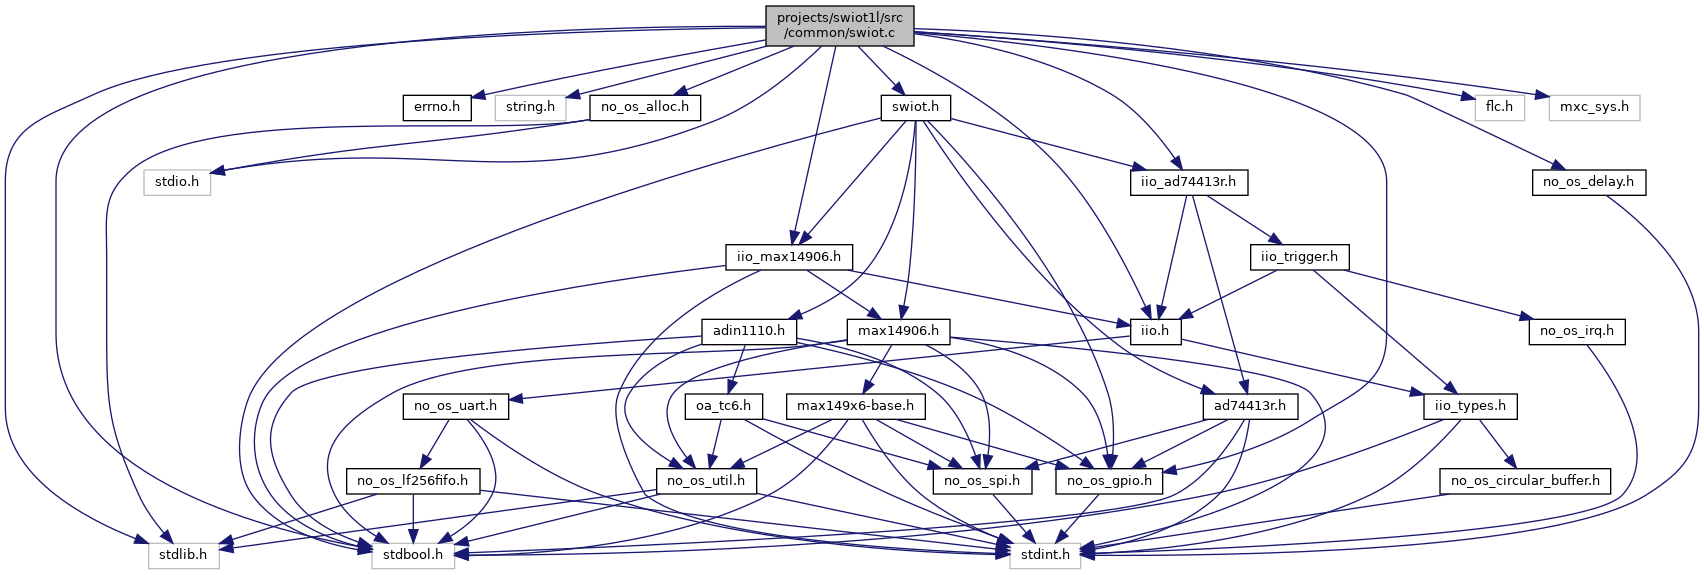 projects/swiot1l/src
/common/swiot.c
errno.h
string.h
no_os_alloc.h
swiot.h
flc.h
mxc_sys.h
stdio.h
iio_ad74413r.h
no_os_delay.h
iio_max14906.h
iio_trigger.h
adin1110.h
max14906.h
iio.h
no_os_irq.h
no_os_uart.h
oa_tc6.h
max149x6-base.h
ad74413r.h
iio_types.h
no_os_lf256fifo.h
no_os_util.h
no_os_spi.h
no_os_gpio.h
no_os_circular_buffer.h
stdlib.h
stdbool.h
stdint.h